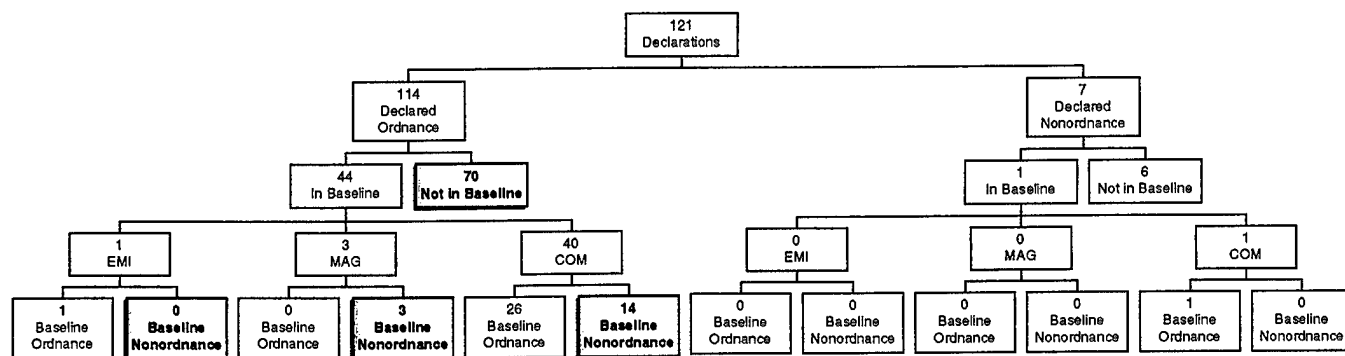 121
Declarations
114
Declared
Ordnance
7
Declared
Nonordnance
44
In Baseline
70
Not in Baseline
1
In Baseline
6
Not in Baseline
1
EMI
3
MAG
40
COM
0
EMI
0
MAG
1
COM
1
Baseline
Ordnance
0
Baseline
Nonordnance
0
Baseline
Ordnance
3
Baseline
Nonordnance
26
Baseline
Ordnance
14
Baseline
Nonordnance
0
Baseline
Ordnance
0
Baseline
Nonordnance
0
Baseline
Ordnance
0
Baseline
Nonordnance
1
Baseline
Ordnance
0
Baseline
Nonordnance